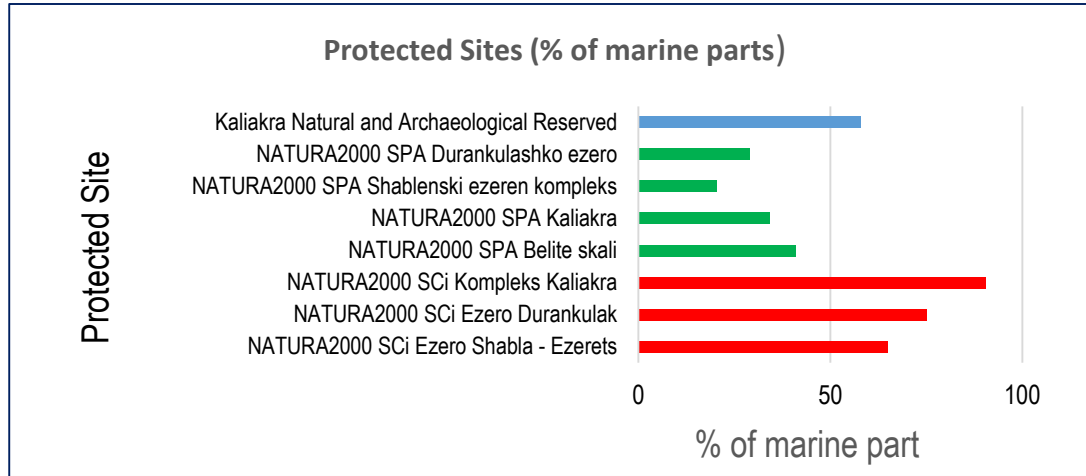 Protected Sites (% of marine parts)
Protected Site
Kaliakra Natural and Archaeological Reserved
NATURA2000 SPA Durankulashko ezero
NATURA2000 SPA Shablenski ezeren kompleks
NATURA2000 SPA Kaliakra
NATURA2000 SPA Belite skali
NATURA2000 SCi Kompleks Kaliakra
NATURA2000 SCi Ezero Durankulak
NATURA2000 SCi Ezero Shabla - Ezerets
0 50 100
% of marine part